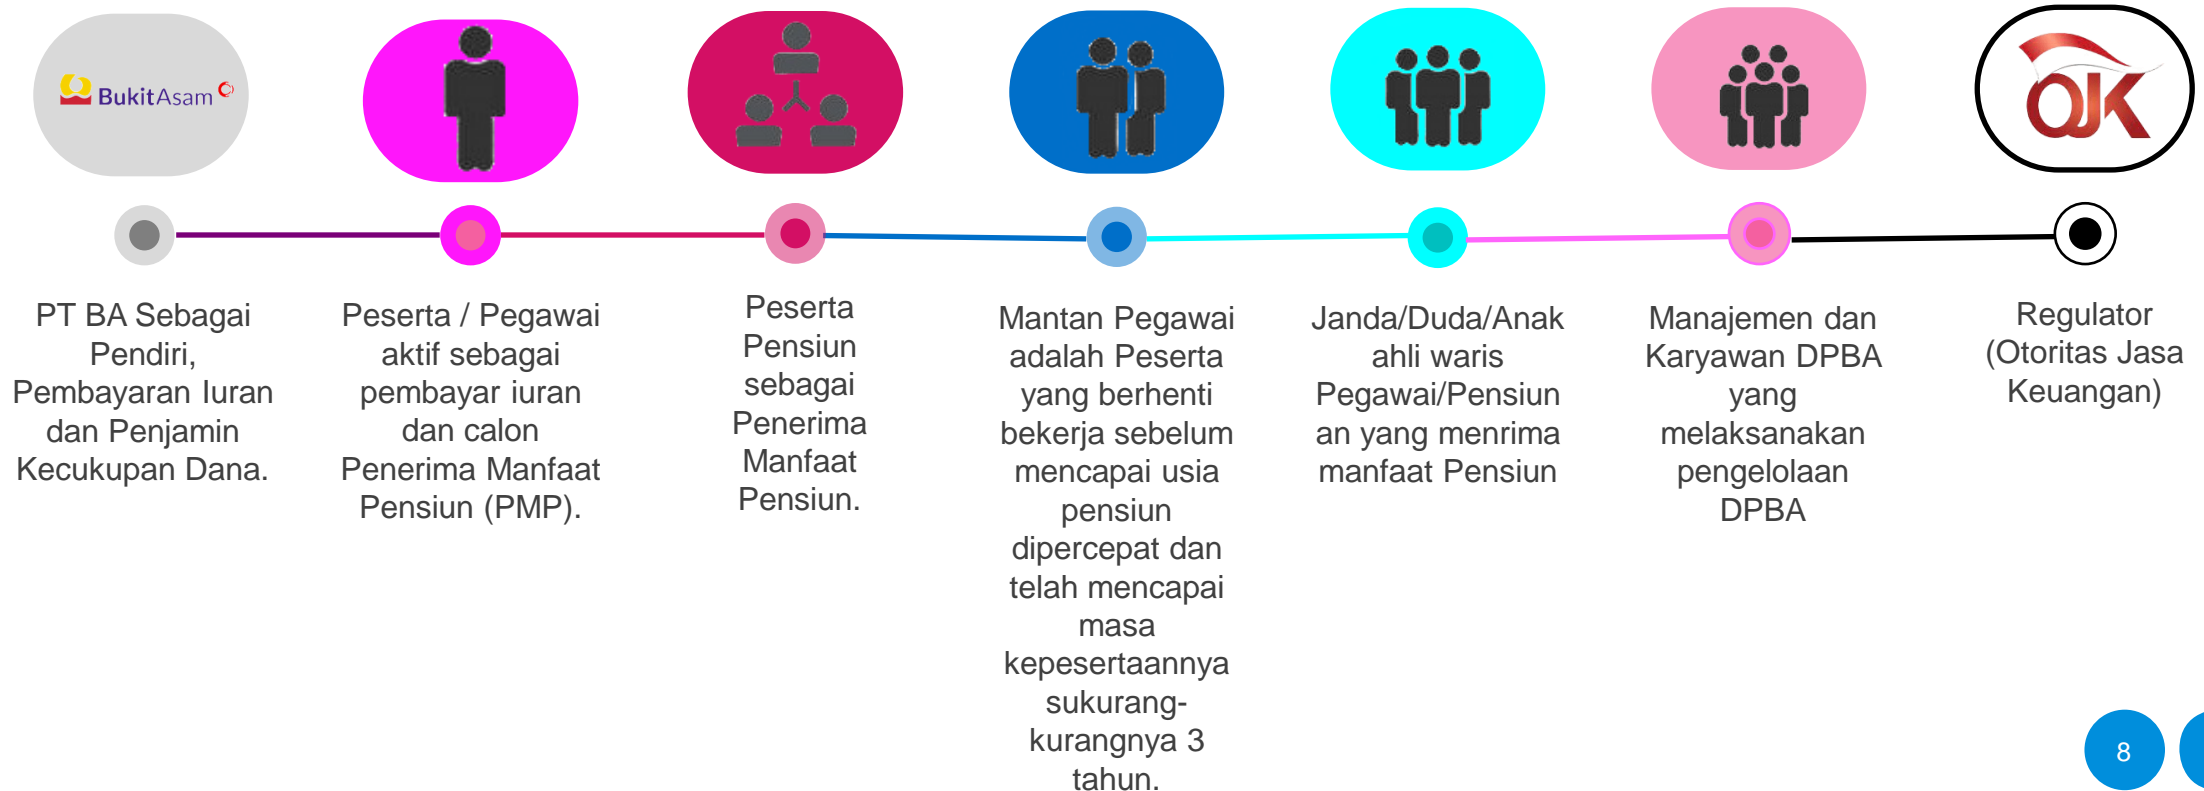 BukitAsam
OJK
PT BA Sebagai
Pendiri,
Pembayaran Iuran
dan Penjamin
Kecukupan Dana.
Peserta / Pegawai
aktif sebagai
pembayar iuran
dan calon
Penerima Manfaat
Pensiun (PMP).
Peserta
Pensiun
sebagai
Penerima
Manfaat
Pensiun.
Mantan Pegawai
adalah Peserta
yang berhenti
bekerja sebelum
mencapai usia
pensiun
dipercepat dan
telah mencapai
masa
kepesertaannya
sukurang-
kurangnya 3
tahun.
Janda/Duda/Anak
ahli waris
Pegawai/Pensiun
an yang menrima
manfaat Pensiun
Manajemen dan
Karyawan DPBA
yang
melaksanakan
pengelolaan
DPBA
Regulator
(Otoritas Jasa
Keuangan)
8